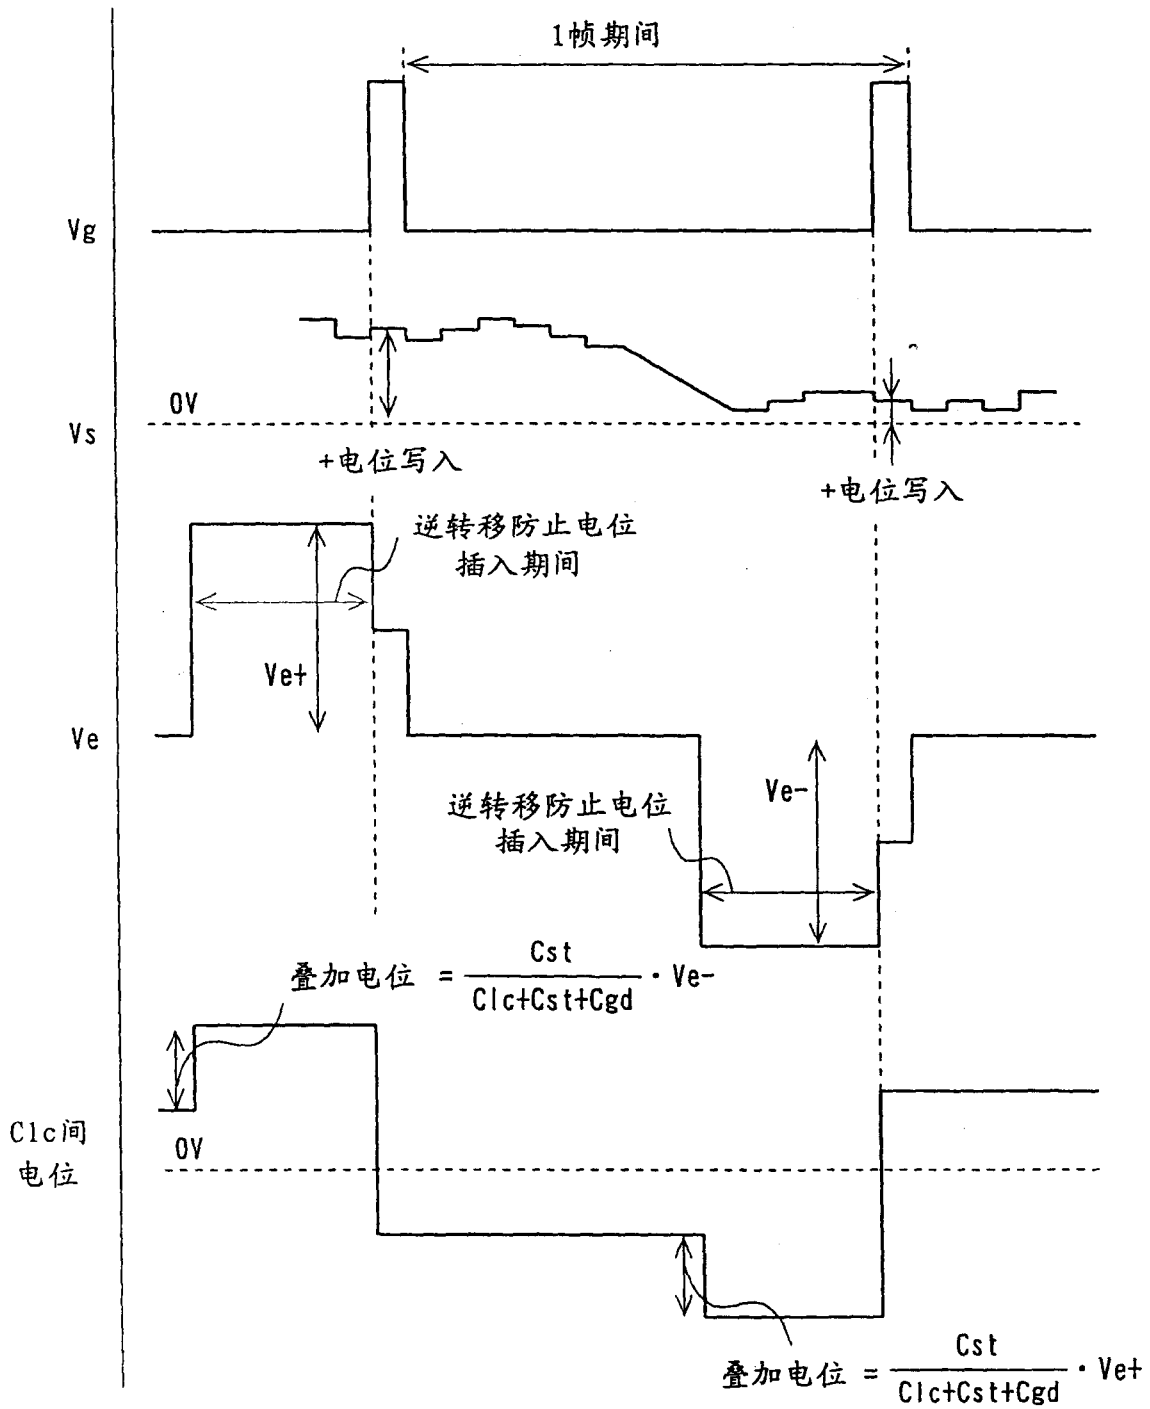 1帧期间
Vg
0V
Vs
+电位写入
+电位写入
逆转移防止电位
插入期间
Ve+
Ve
Ve-
逆转移防止电位
插入期间
叠加电位 = Cst / Clc+Cst+Cgd · Ve-
Clc间
电位
0V
叠加电位 = Cst / Clc+Cst+Cgd · Ve+